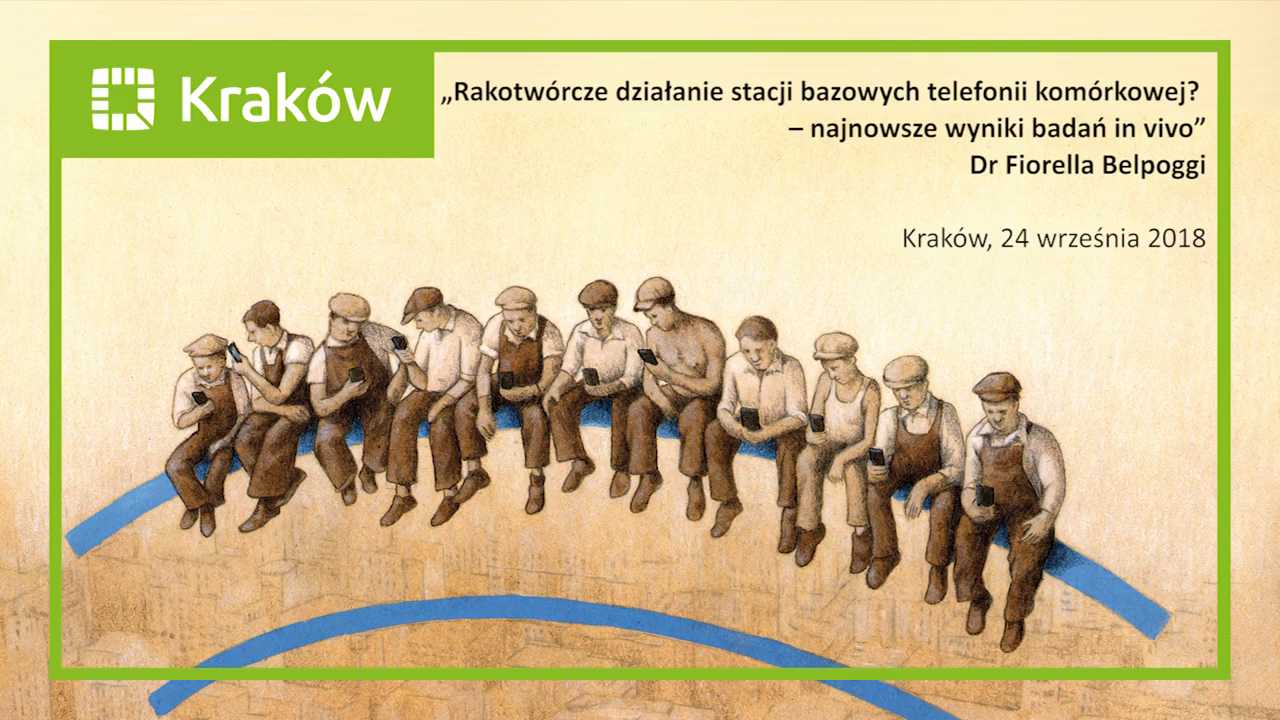 Kraków
„Rakotwórcze działanie stacji bazowych telefonii komórkowej?
– najnowsze wyniki badań in vivo”
Dr Fiorella Belpoggi
Kraków, 24 września 2018